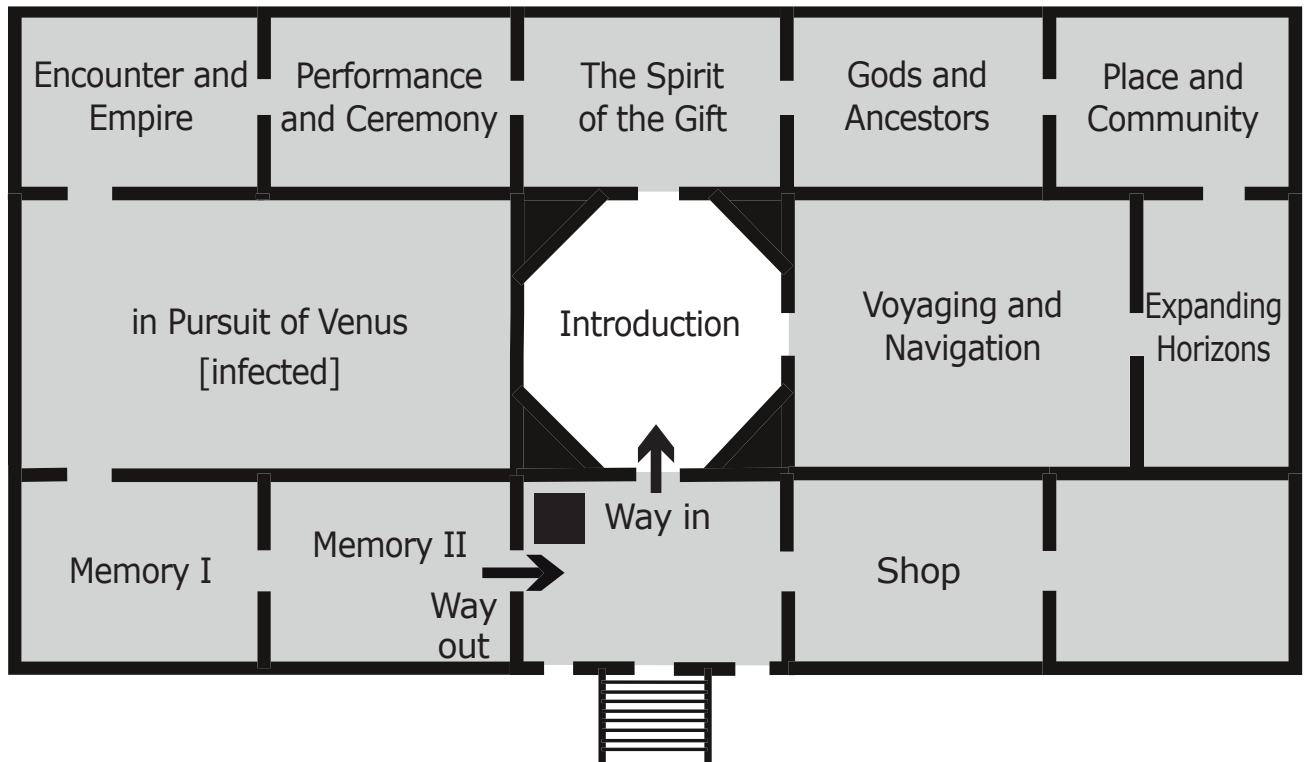 Encounter and
Empire
Performance
and Ceremony
The Spirit
of the Gift
Gods and
Ancestors
Place and
Community
in Pursuit of Venus
[infected]
Introduction
Voyaging and
Navigation
Expanding
Horizons
Memory I
Memory II
Way
out
Way in
Shop